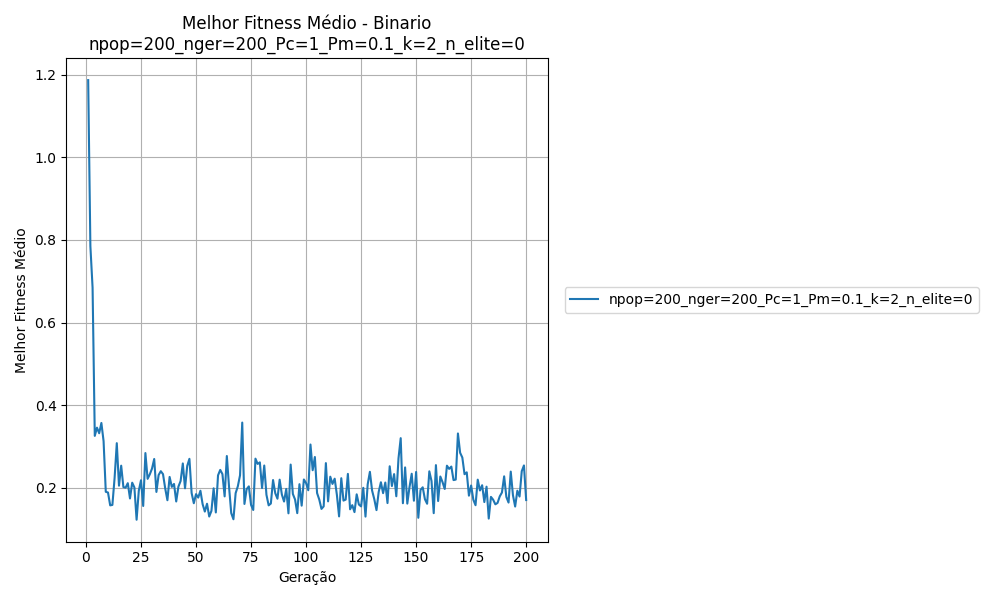 Melhor Fitness Médio - Binario
npop=200_nger=200_Pc=1_Pm=0.1_k=2_n_elite=0
Melhor Fitness Médio
1.2
1.0
0.8
0.6
0.4
0.2
0 25 50 75 100 125 150 175 200
Geração
npop=200_nger=200_Pc=1_Pm=0.1_k=2_n_elite=0